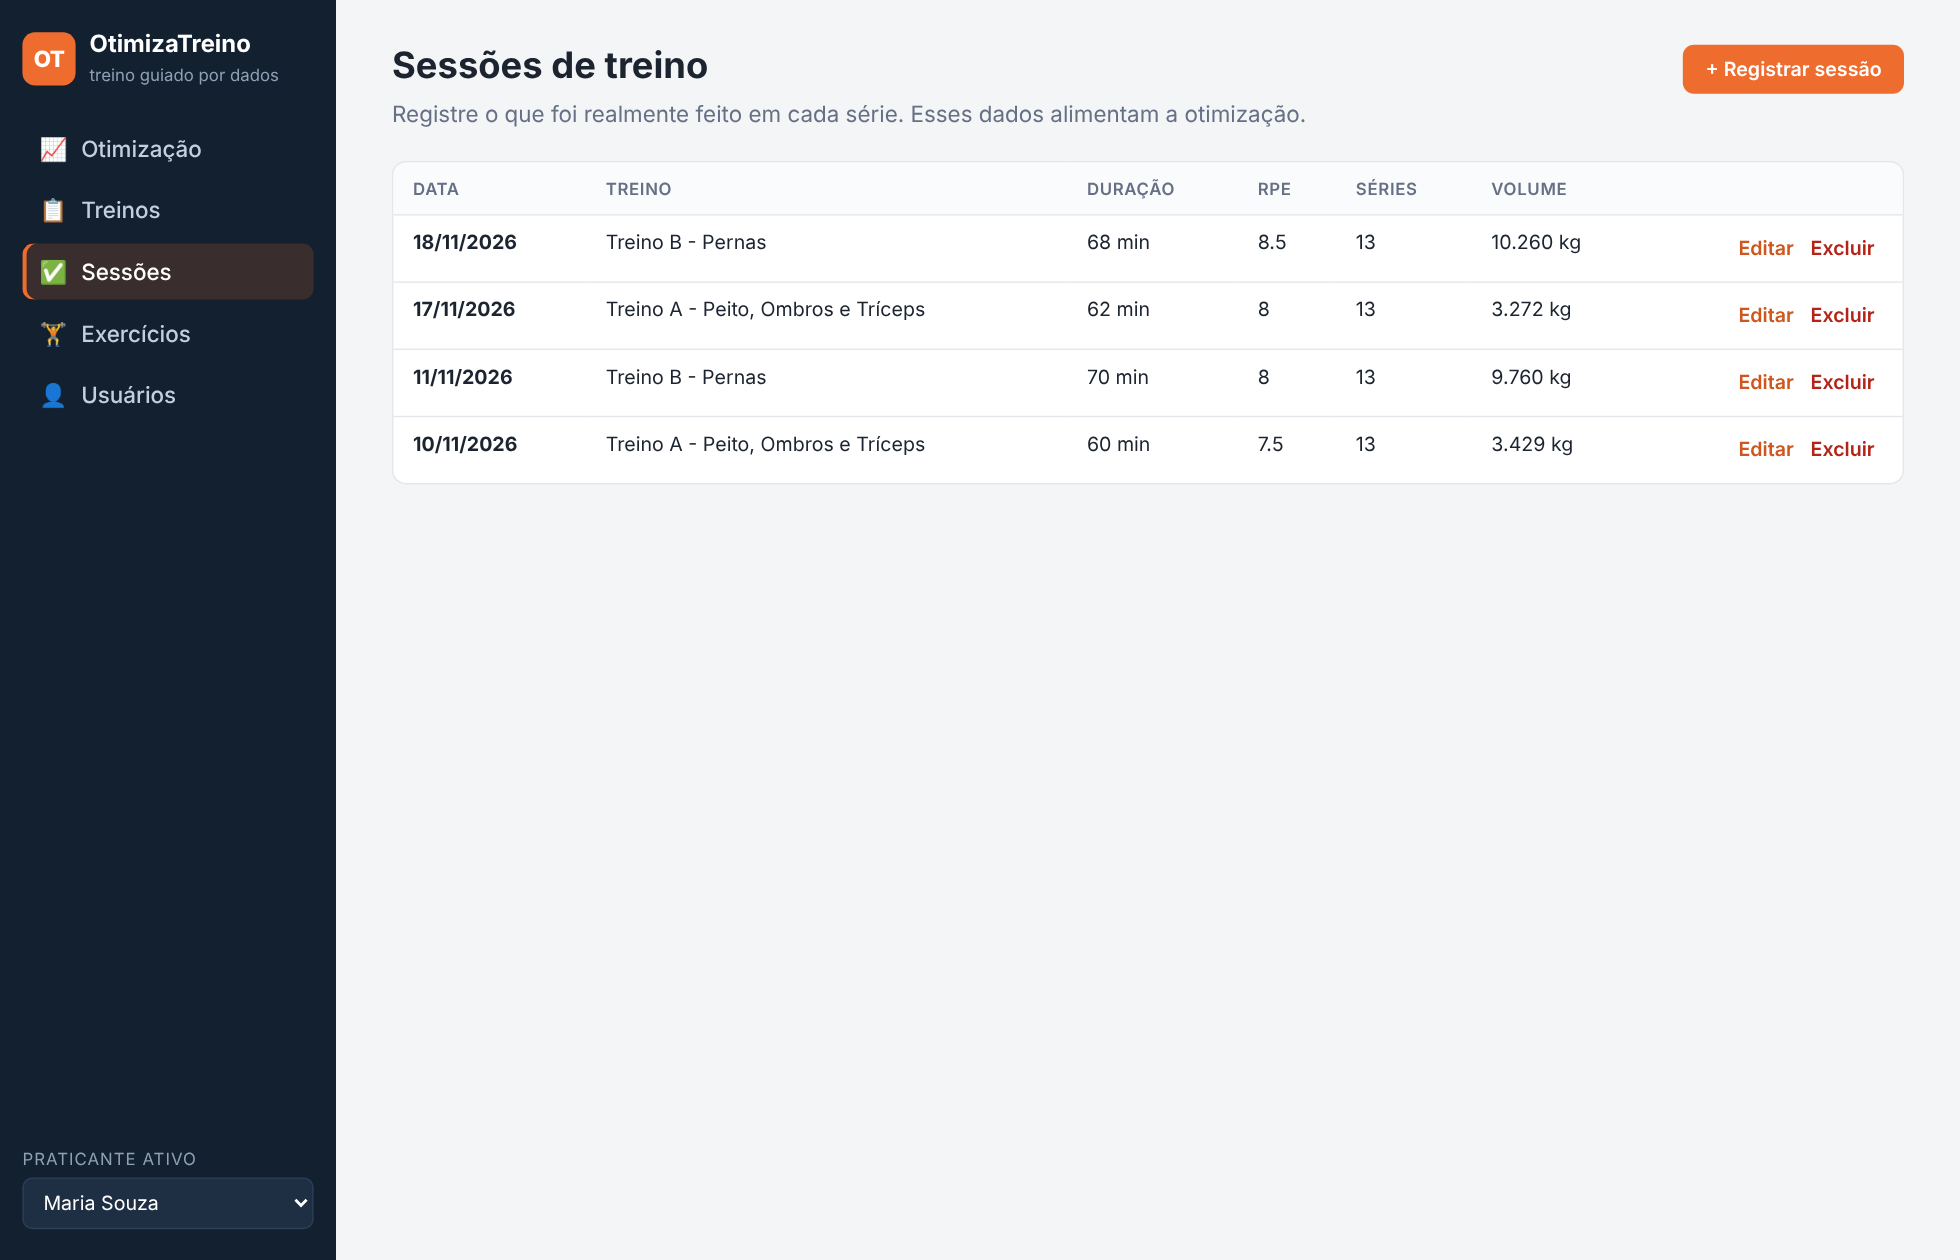 OT
OtimizaTreino
treino guiado por dados
Otimização
Treinos
Sessões
Exercícios
Usuários
PRATICANTE ATIVO
Maria Souza
Sessões de treino
+ Registrar sessão
Registre o que foi realmente feito em cada série. Esses dados alimentam a otimização.
DATA TREINO DURAÇÃO RPE SÉRIES VOLUME
18/11/2026 Treino B - Pernas 68 min 8.5 13 10.260 kg Editar Excluir
17/11/2026 Treino A - Peito, Ombros e Tríceps 62 min 8 13 3.272 kg Editar Excluir
11/11/2026 Treino B - Pernas 70 min 8 13 9.760 kg Editar Excluir
10/11/2026 Treino A - Peito, Ombros e Tríceps 60 min 7.5 13 3.429 kg Editar Excluir